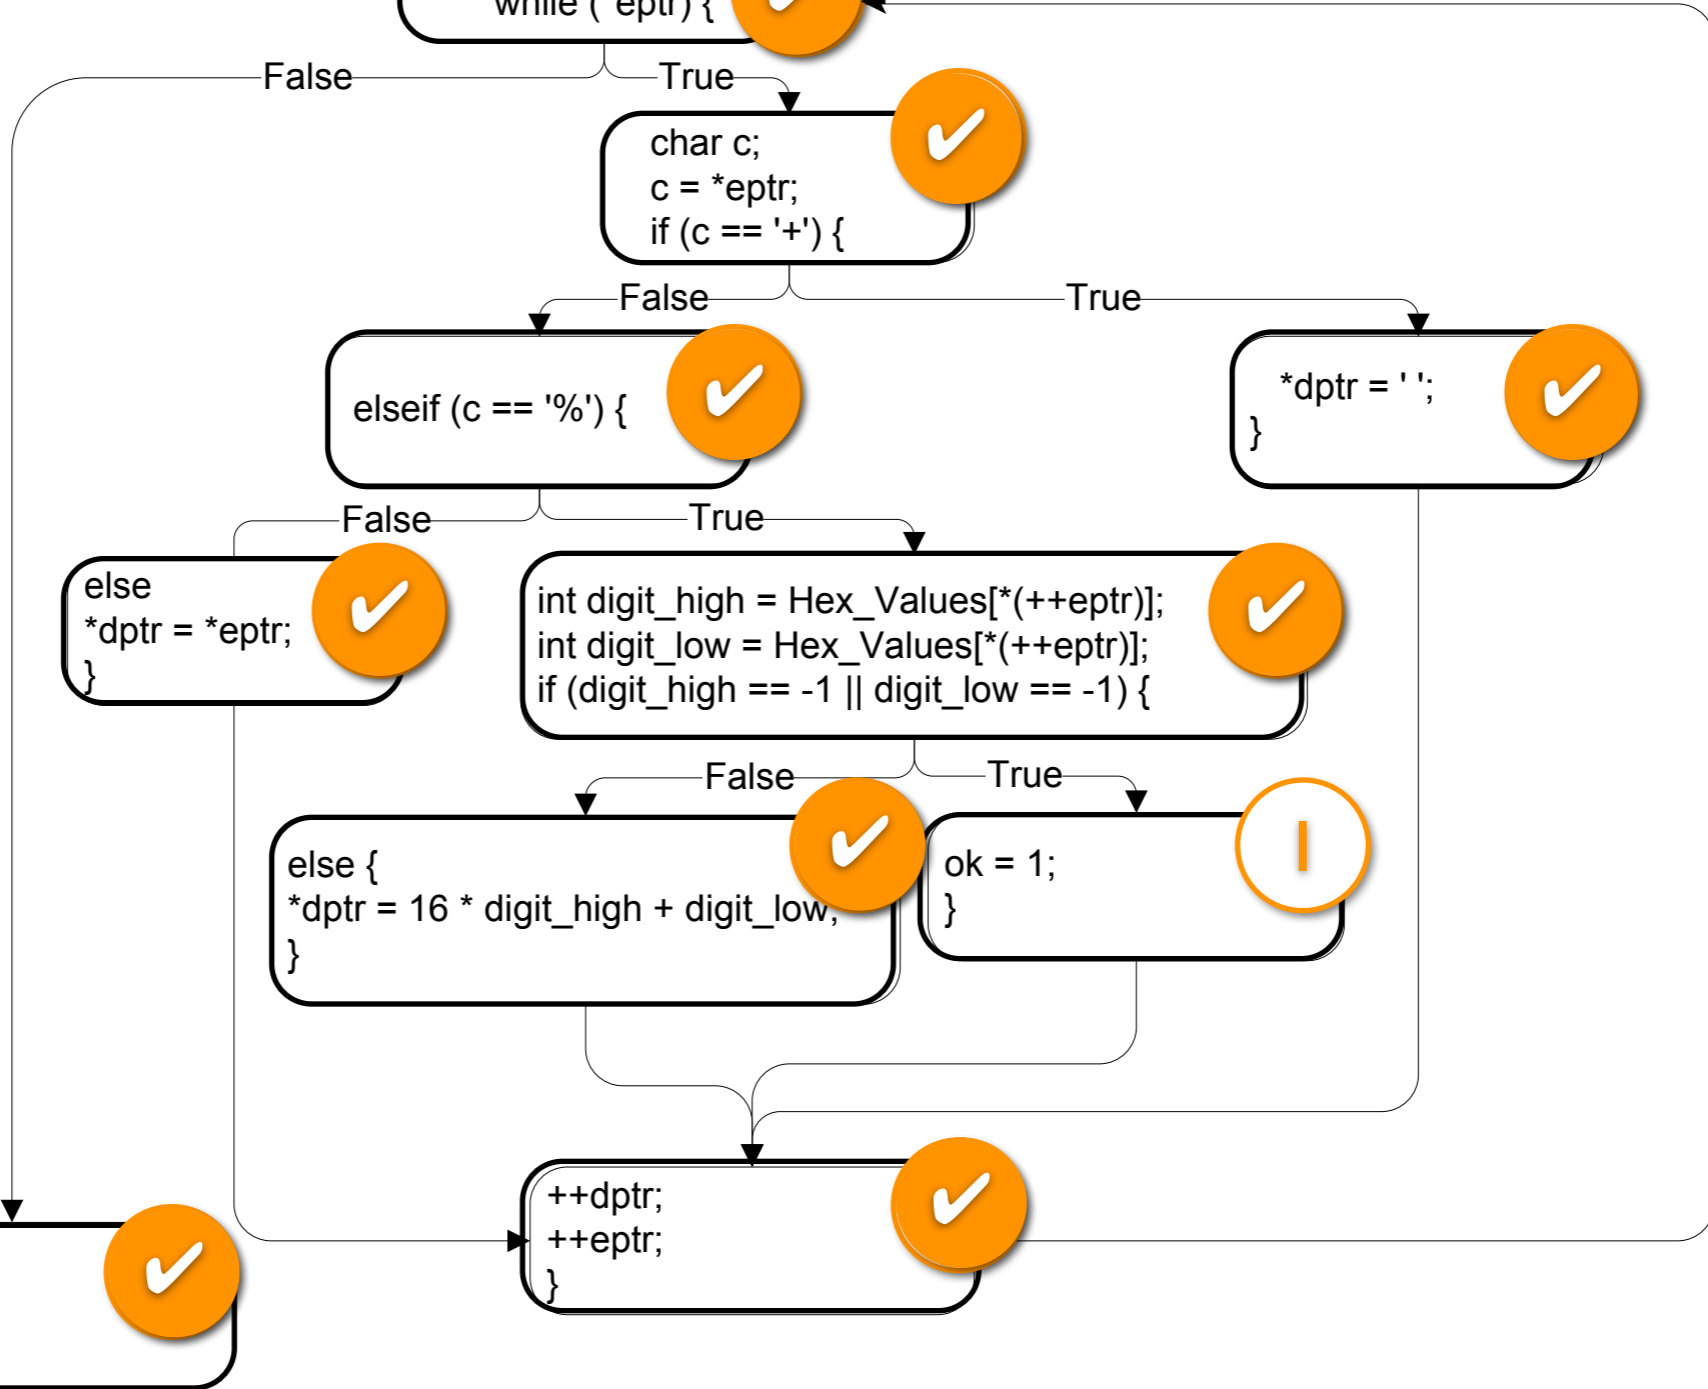 while (*eptr) {
False
True
char c;
c = *eptr;
if (c == '+') {
False
True
elseif (c == '%') {
*dptr = ' ';
}
False
True
else
*dptr = *eptr;
}
int digit_high = Hex_Values[*(++eptr)];
int digit_low = Hex_Values[*(++eptr)];
if (digit_high == -1 || digit_low == -1) {
False
True
else {
*dptr = 16 * digit_high + digit_low;
}
ok = 1;
}
++dptr;
++eptr;
}